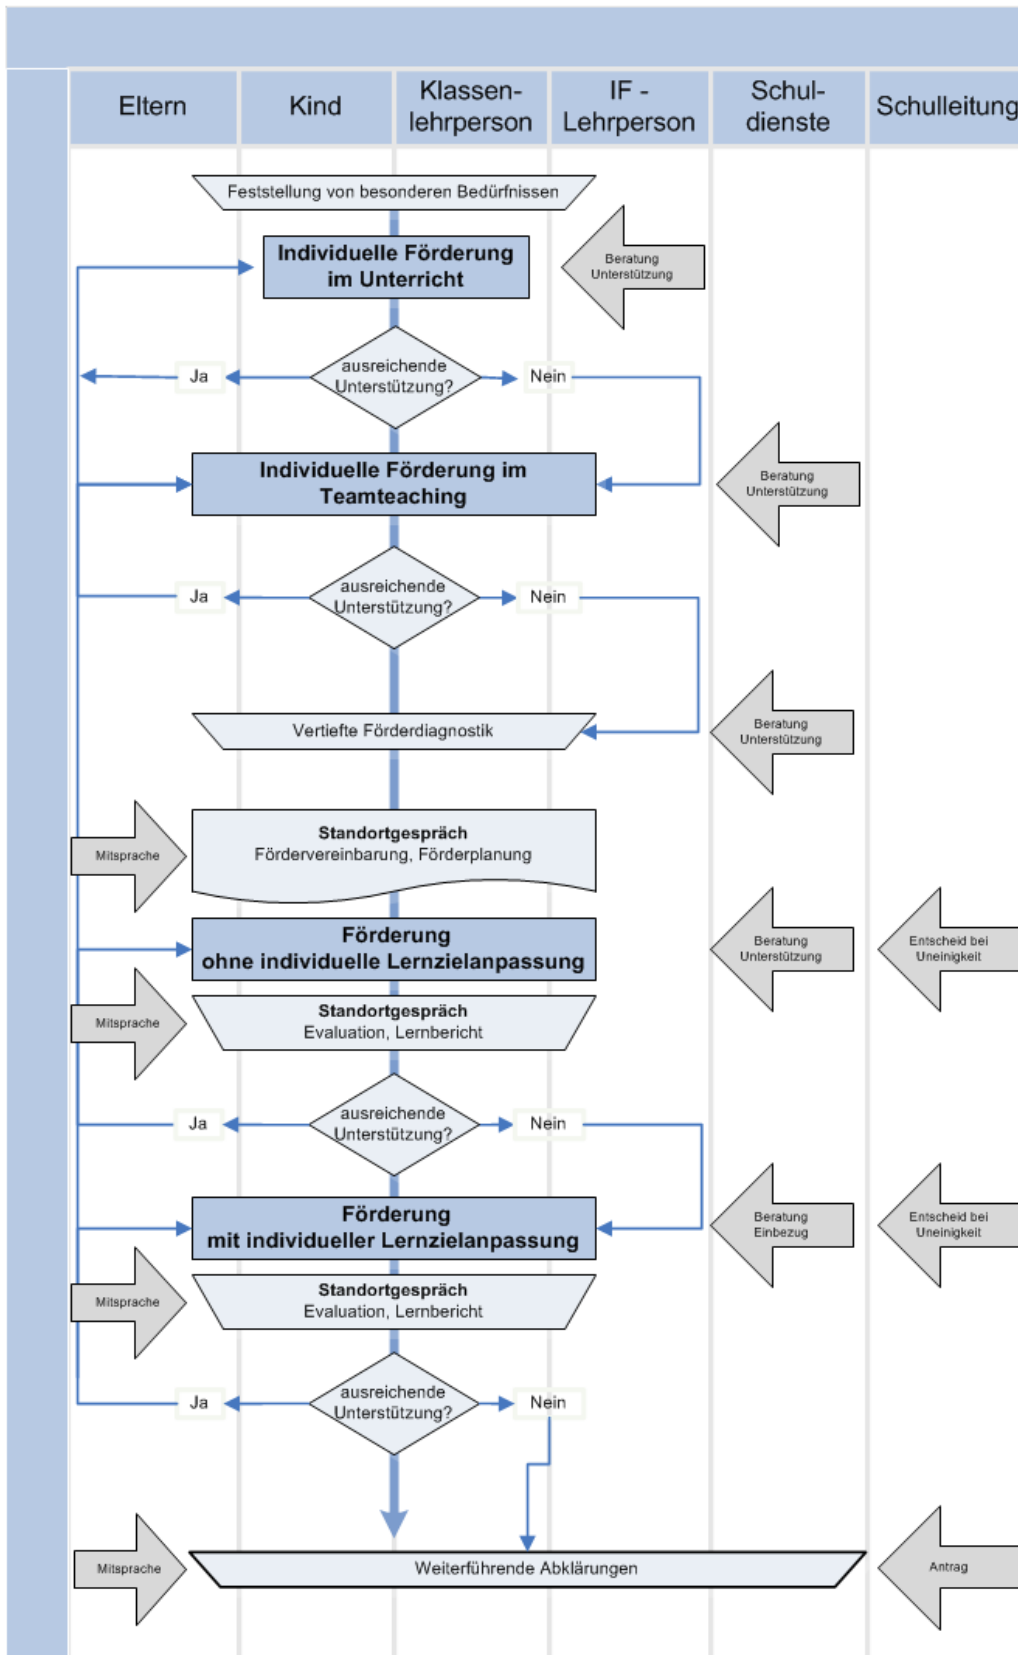 Eltern
Kind
Klassen-
lehrperson
IF -
Lehrperson
Schul-
dienste
Schulleitung
Feststellung von besonderen Bedürfnissen
Individuelle Förderung
im Unterricht
Beratung
Unterstützung
ausreichende
Unterstützung?
Ja
Nein
Individuelle Förderung im
Teamteaching
Beratung
Unterstützung
ausreichende
Unterstützung?
Ja
Nein
Vertiefte Förderdiagnostik
Beratung
Unterstützung
Mitsprache
Standortgespräch
Fördervereinbarung, Förderplanung
Förderung
ohne individuelle Lernzielanpassung
Beratung
Unterstützung
Entscheid bei
Uneinigkeit
Mitsprache
Standortgespräch
Evaluation, Lernbericht
ausreichende
Unterstützung?
Ja
Nein
Förderung
mit individueller Lernzielanpassung
Beratung
Einbezug
Entscheid bei
Uneinigkeit
Mitsprache
Standortgespräch
Evaluation, Lernbericht
ausreichende
Unterstützung?
Ja
Nein
Mitsprache
Weiterführende Abklärungen
Antrag